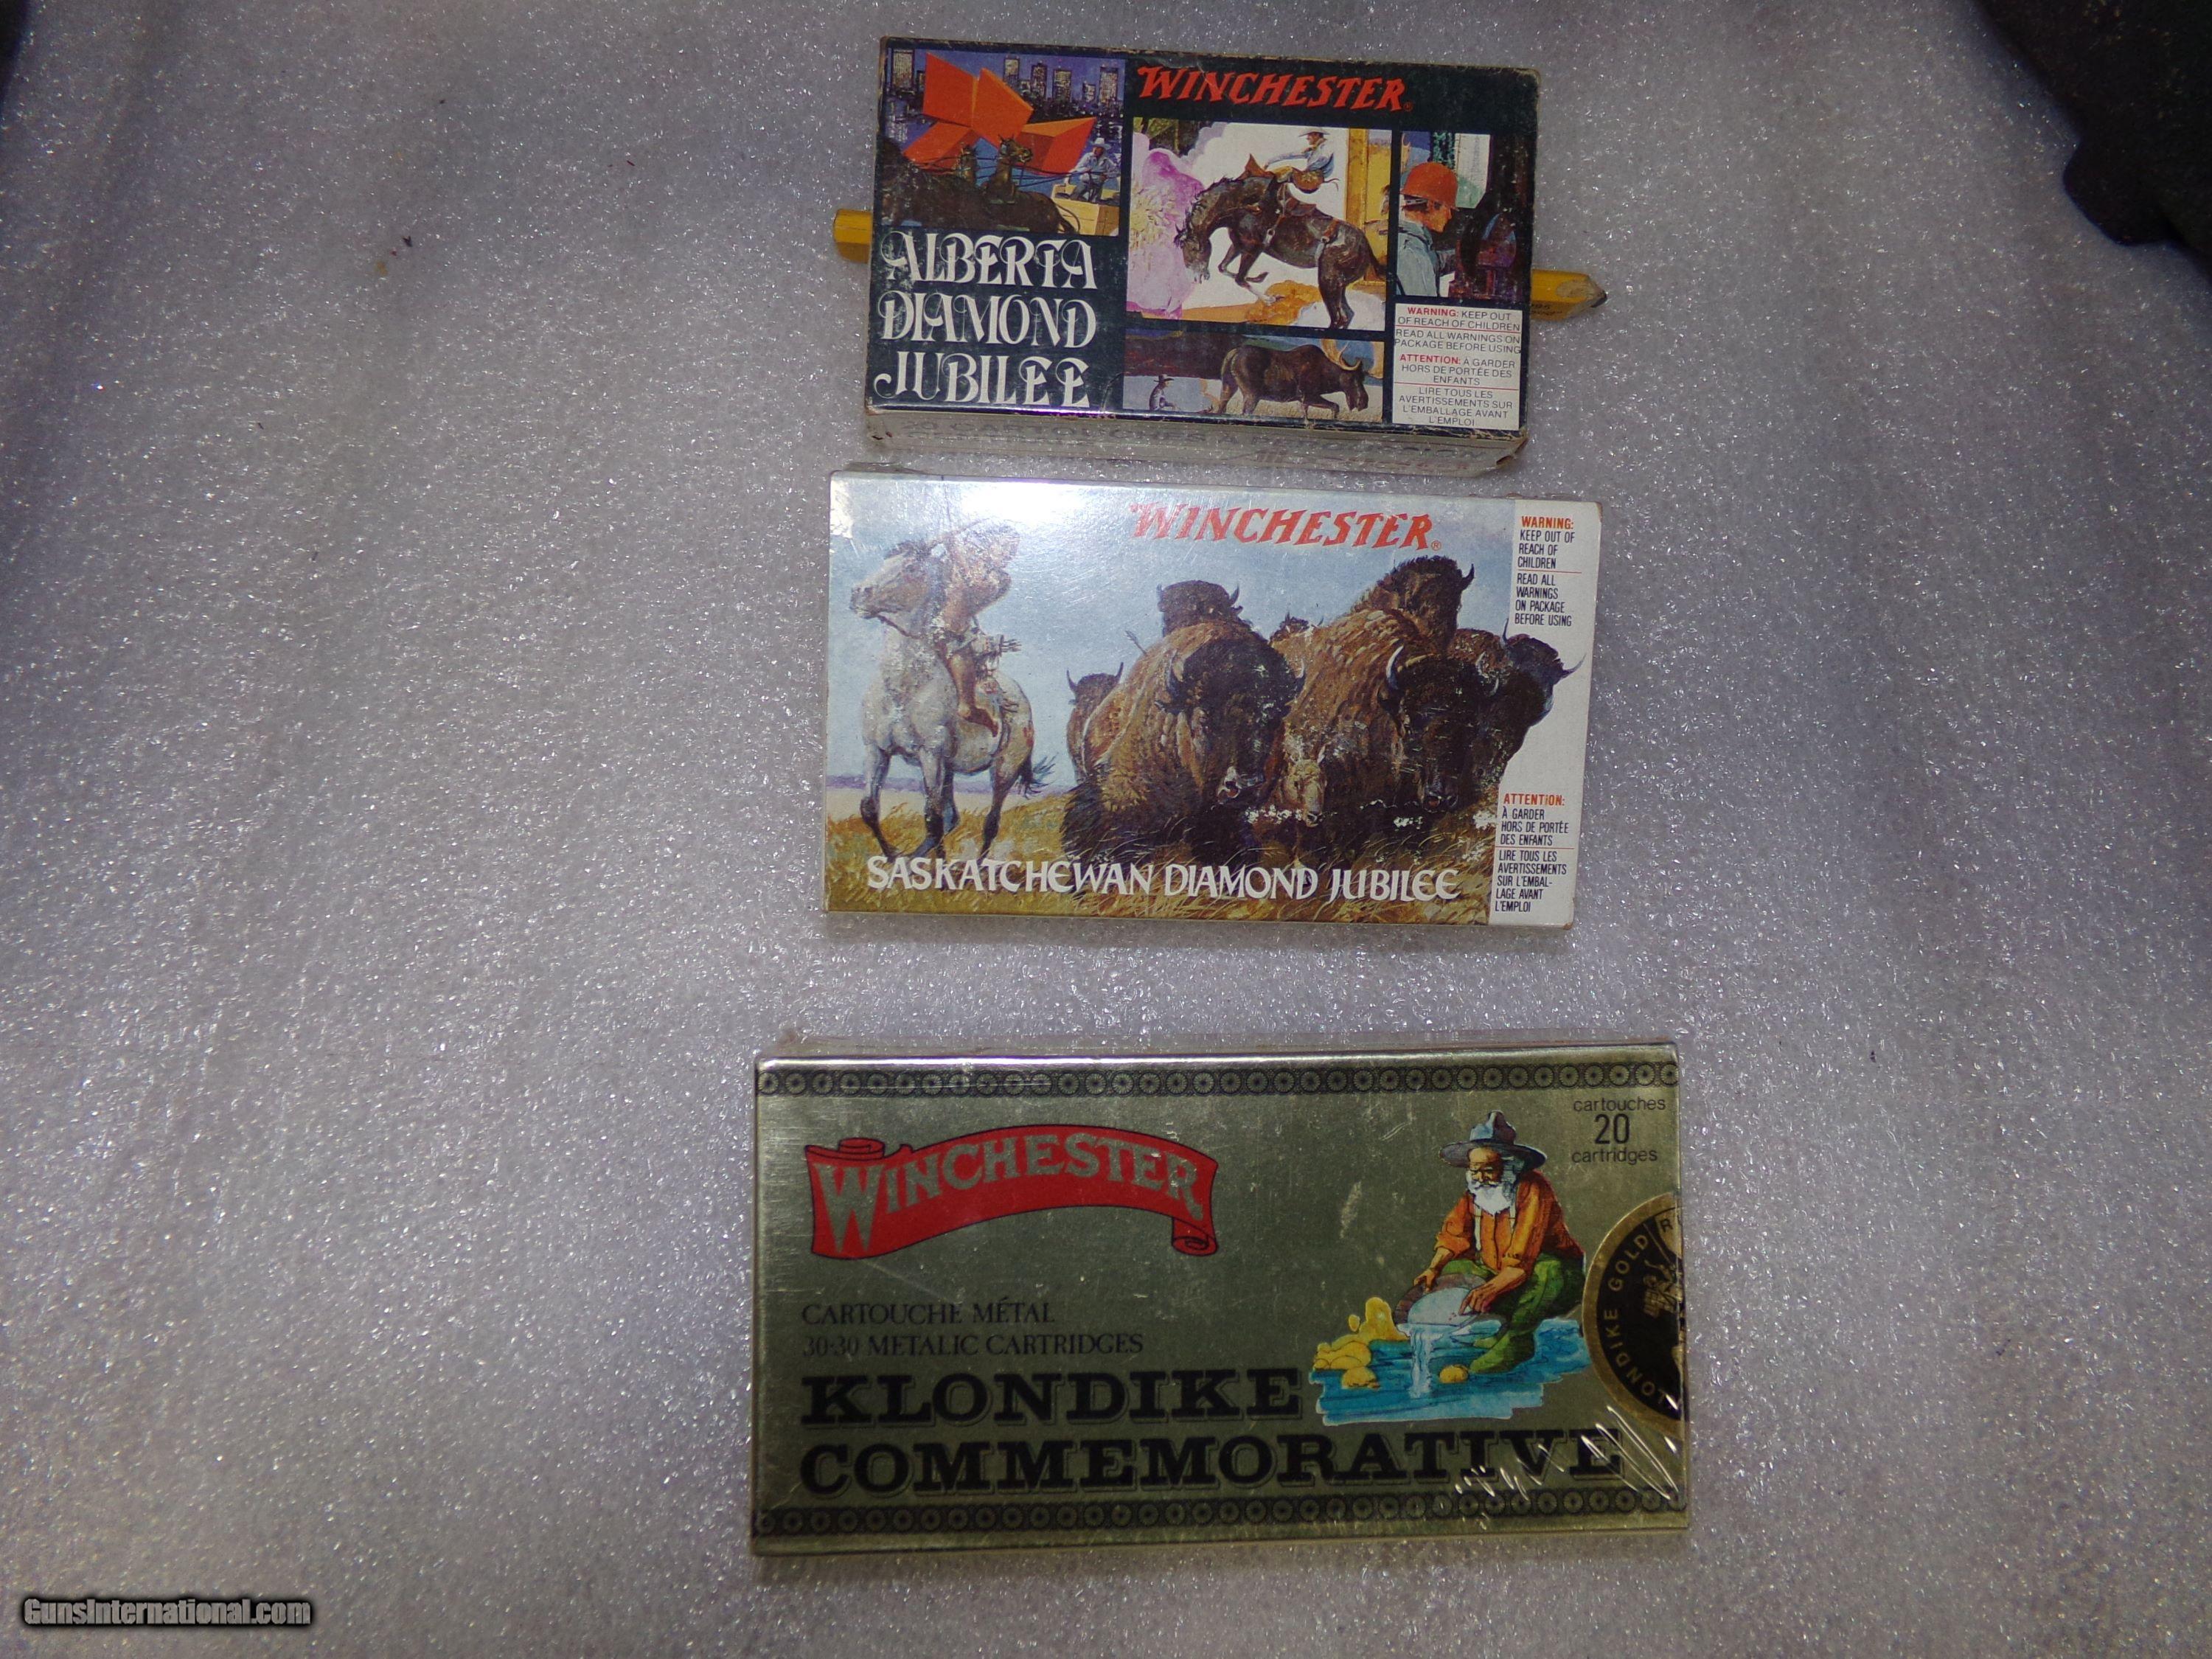 WINCHESTER®
ALBERTA
DIAMOND
JUBILEE
WARNING: KEEP OUT
OF REACH OF CHILDREN
READ ALL WARNINGS ON
PACKAGE BEFORE USING
ATTENTION: À GARDER
HORS DE PORTÉE DES
ENFANTS
LIRE TOUS LES
AVERTISSEMENTS SUR
L'EMBALLAGE AVANT
L'EMPLOI
WINCHESTER®
WARNING:
KEEP OUT OF
REACH OF
CHILDREN
READ ALL
WARNINGS
ON PACKAGE
BEFORE USING
ATTENTION:
À GARDER
HORS DE PORTÉE
DES ENFANTS
LIRE TOUS LES
AVERTISSEMENTS
SUR L'EMBAL-
LAGE AVANT
L'EMPLOI
SASKATCHEWAN DIAMOND JUBILEE
cartouches
20
cartridges
WINCHESTER
CARTOUCHE MÉTAL
30-30 METALIC CARTRIDGES
KLONDIKE
COMMEMORATIVE
LONDIKE GOLD R
GunsInternational.com